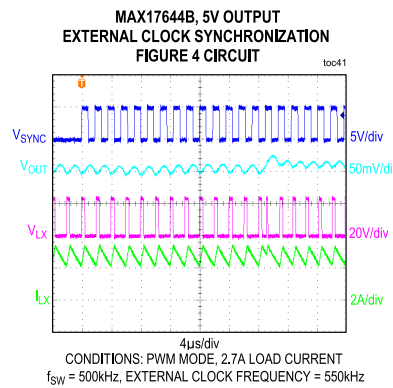 MAX17644B, 5V OUTPUT
EXTERNAL CLOCK SYNCHRONIZATION
FIGURE 4 CIRCUIT
toc41
T
VSYNC
5V/div
VOUT
50mV/di
VLX
20V/div
ILX
2A/div
4µs/div
CONDITIONS: PWM MODE, 2.7A LOAD CURRENT
fSW = 500kHz, EXTERNAL CLOCK FREQUENCY = 550kHz